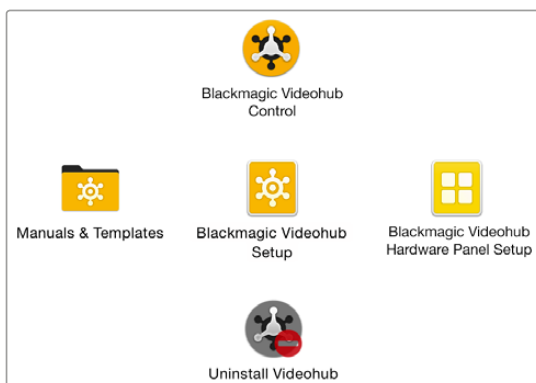 Blackmagic Videohub
Control
Manuals & Templates
Blackmagic Videohub
Setup
Blackmagic Videohub
Hardware Panel Setup
Uninstall Videohub